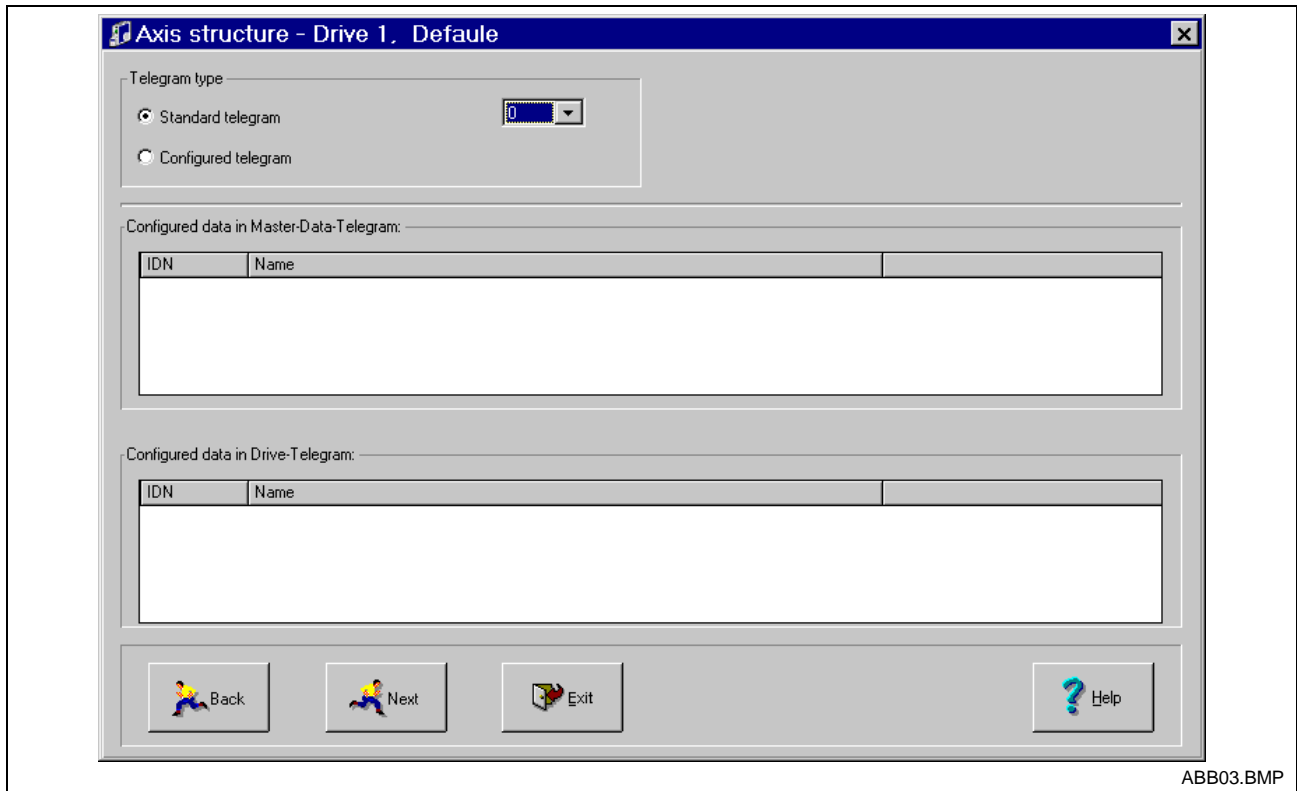 Axis structure - Drive 1, Defaule
Telegram type
Standard telegram 0
Configured telegram
Configured data in Master-Data-Telegram:
IDN Name
Configured data in Drive-Telegram:
IDN Name
Back Next Exit Help
ABB03.BMP